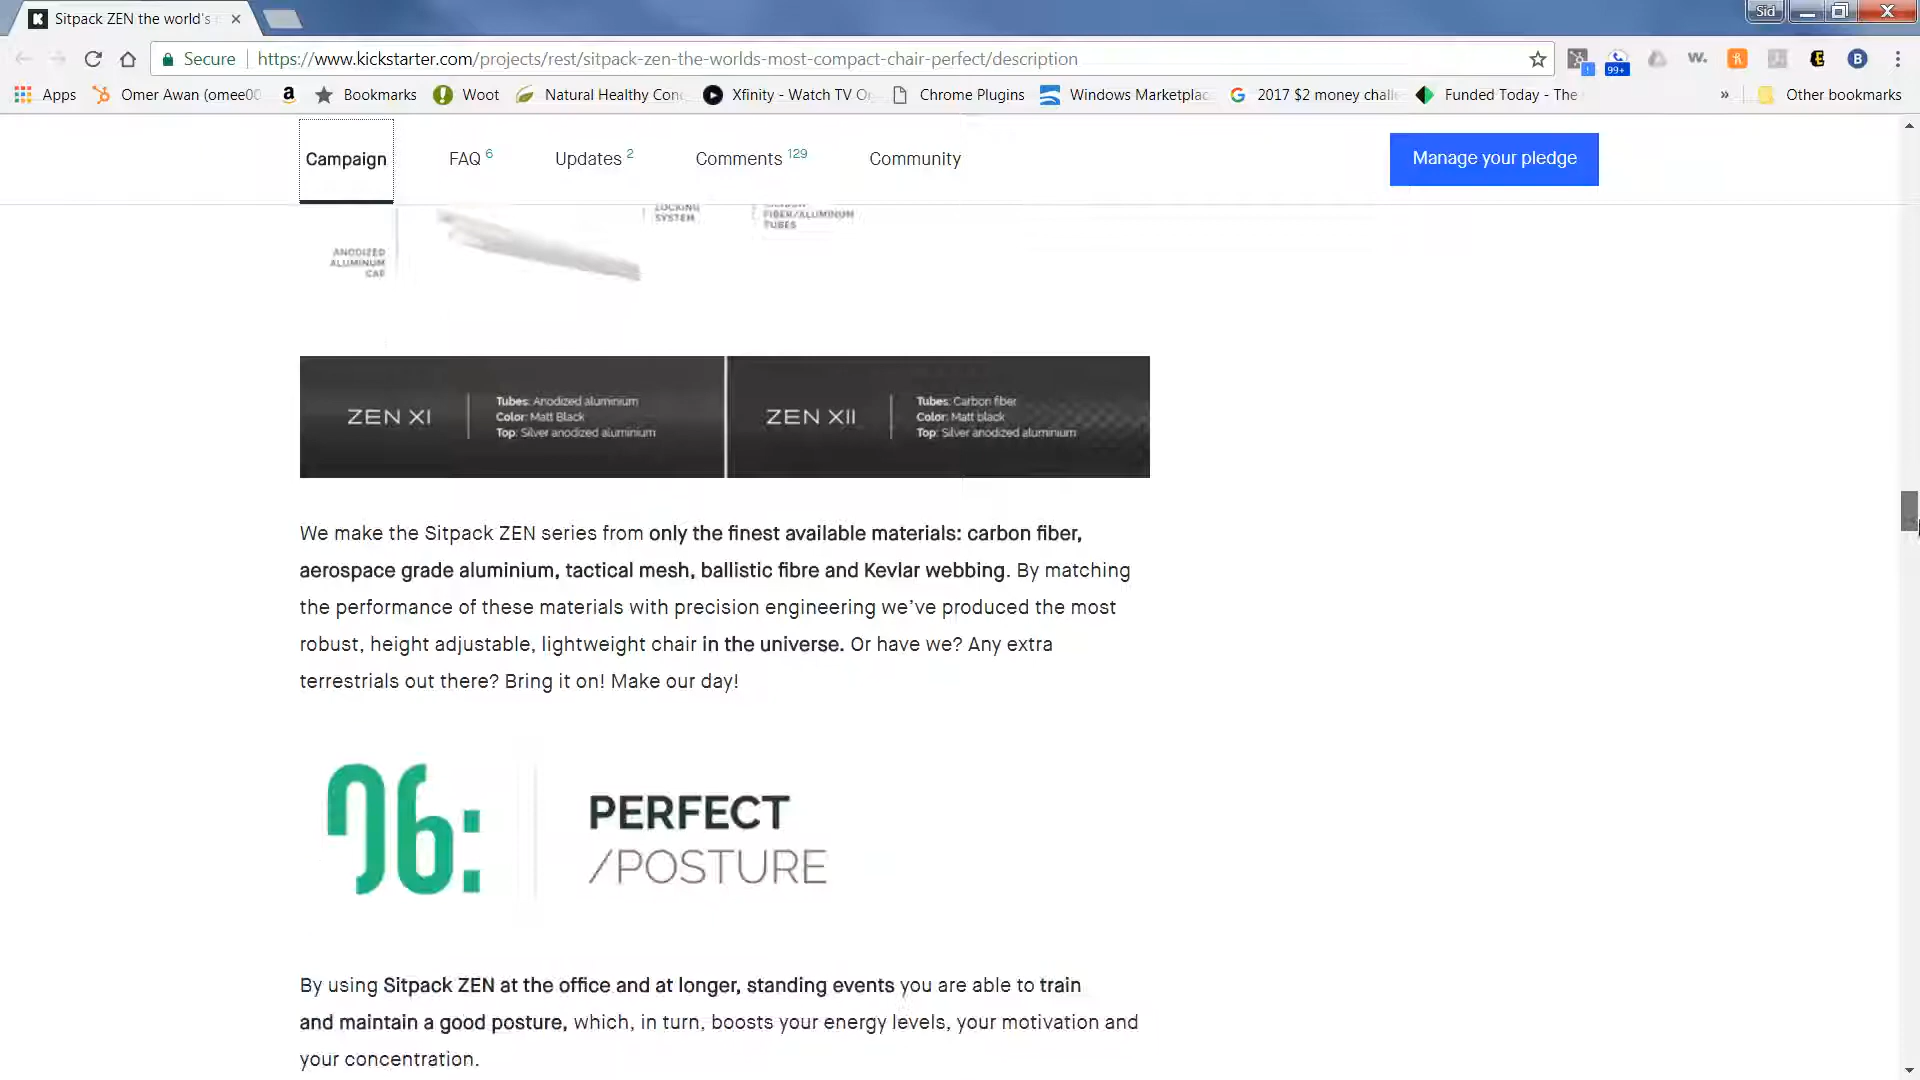 Sitpack ZEN the world's
Sid
Secure https://www.kickstarter.com/projects/rest/sitpack-zen-the-worlds-most-compact-chair-perfect/description
99+
Apps Omer Awan (omee00 Bookmarks Woot Natural Healthy Con Xfinity - Watch TV O Chrome Plugins Windows Marketplac 2017 $2 money chall Funded Today - The » Other bookmarks
Campaign FAQ 6 Updates 2 Comments 129 Community Manage your pledge
LOCKING
SYSTEM
FIBER/ALUMINUM
TUBES
ANODIZED
ALUMINUM
CAP
ZEN XI
Tubes: Anodized aluminium
Color: Matt Black
Top: Silver anodized aluminium
ZEN XII
Tubes: Carbon fiber
Color: Matt black
Top: Silver anodized aluminium
We make the Sitpack ZEN series from only the finest available materials: carbon fiber,
aerospace grade aluminium, tactical mesh, ballistic fibre and Kevlar webbing. By matching
the performance of these materials with precision engineering we've produced the most
robust, height adjustable, lightweight chair in the universe. Or have we? Any extra
terrestrials out there? Bring it on! Make our day!
06:
PERFECT
/POSTURE
By using Sitpack ZEN at the office and at longer, standing events you are able to train
and maintain a good posture, which, in turn, boosts your energy levels, your motivation and
your concentration.